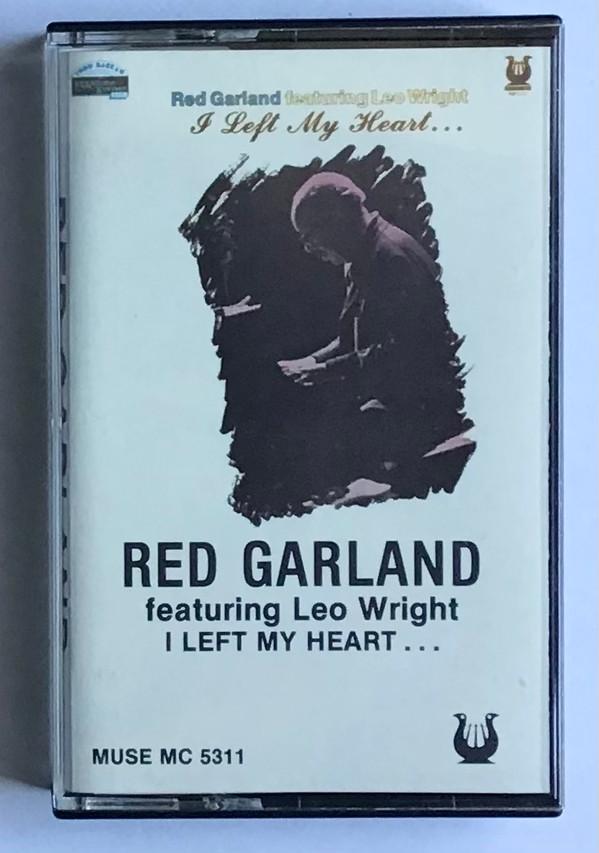 Red Garland featuring Leo Wright
I Left My Heart...
RED GARLAND
featuring Leo Wright
I LEFT MY HEART...
MUSE MC 5311